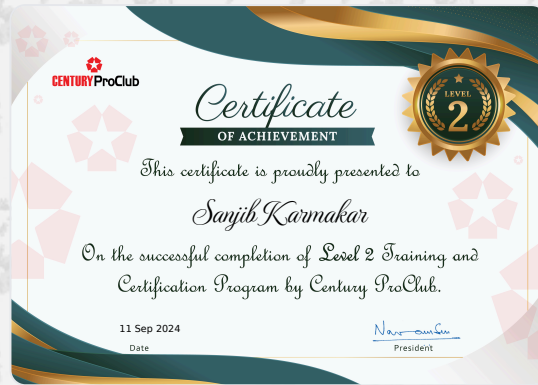 CENTURY ProClub
LEVEL
2
Certificate
OF ACHIEVEMENT
This certificate is proudly presented to
Sanjib Karmakar
On the successful completion of Level 2 Training and
Certification Program by Century ProClub.
11 Sep 2024
Date
President